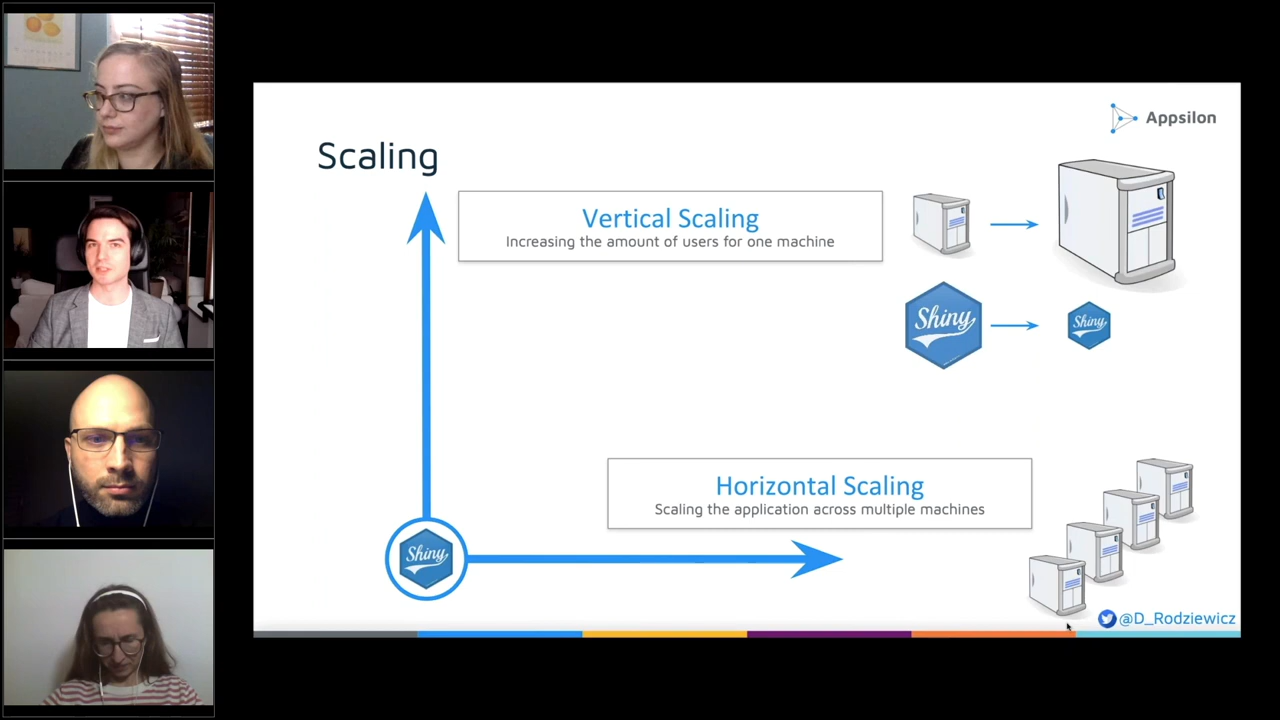 Appsilon
Scaling
Vertical Scaling
Increasing the amount of users for one machine
Shiny
Shiny
Horizontal Scaling
Scaling the application across multiple machines
Shiny
@D_Rodziewicz